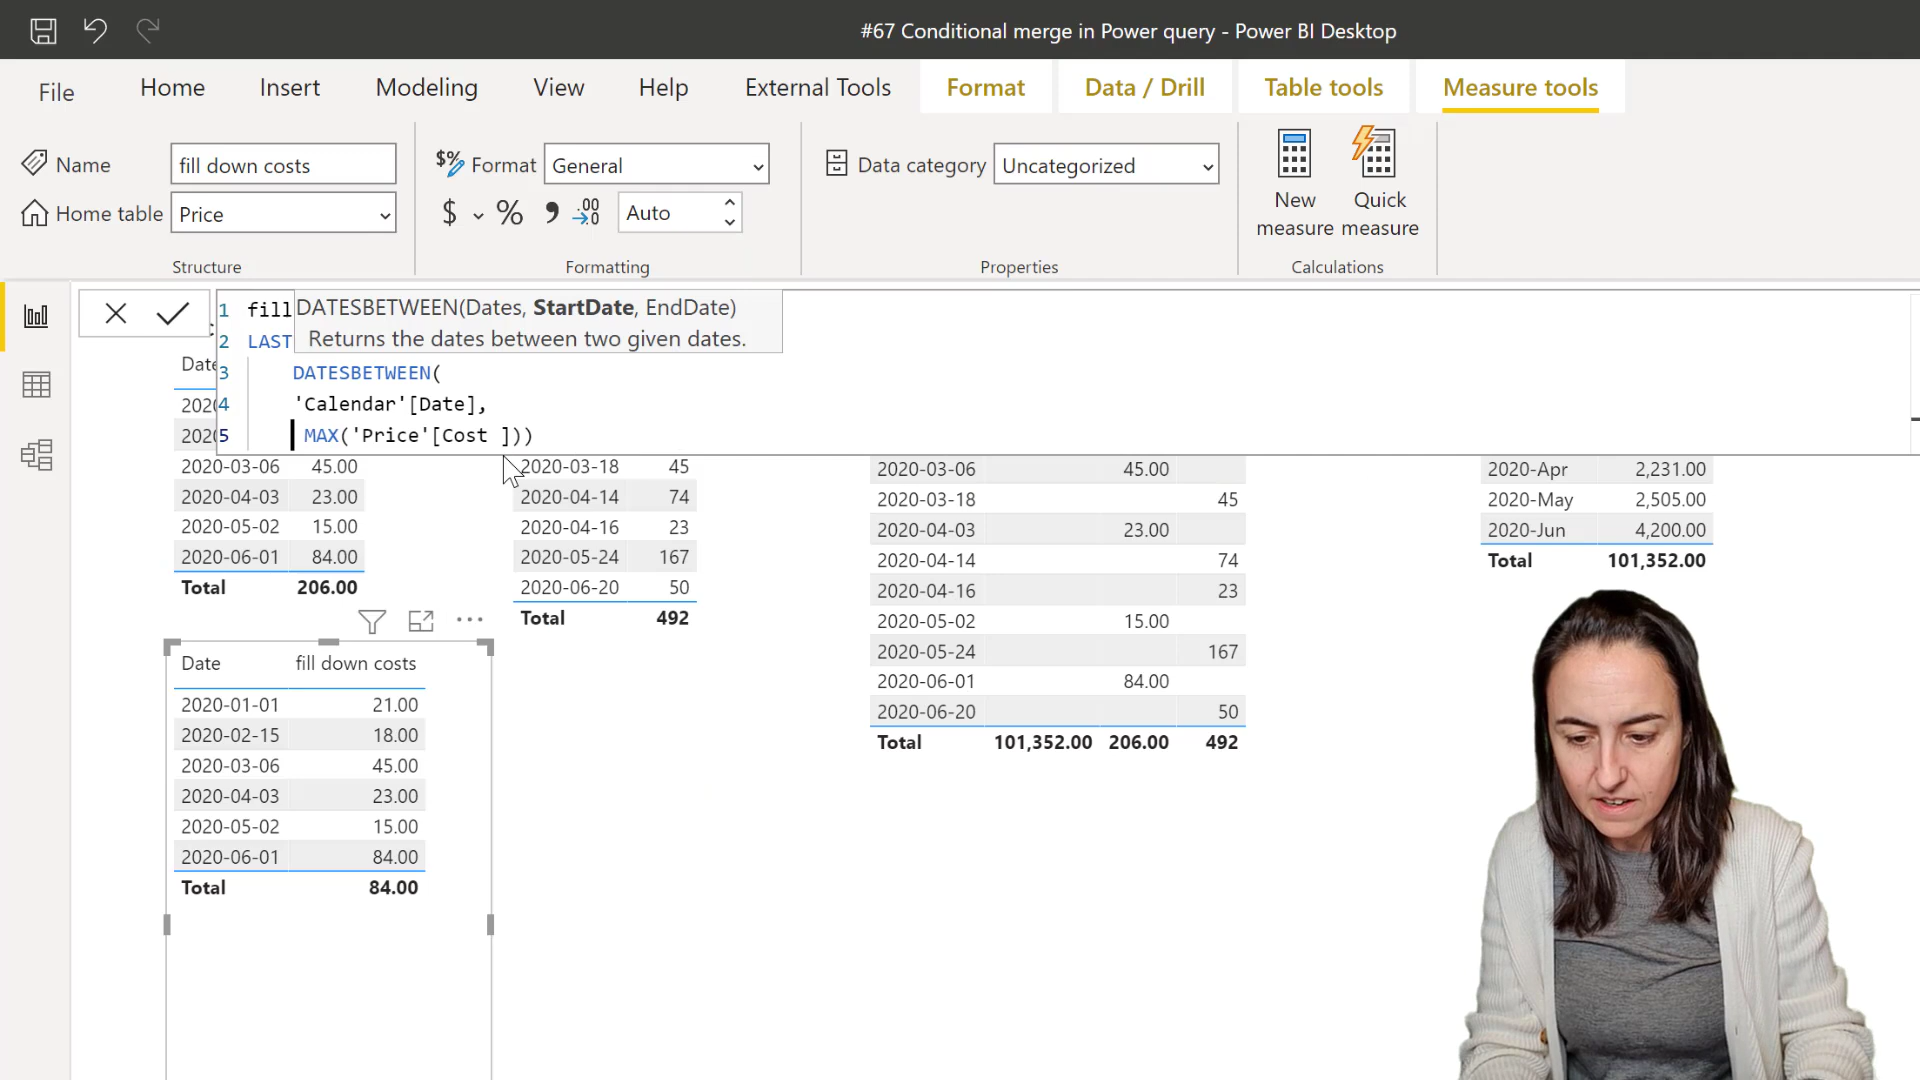 #67 Conditional merge in Power query - Power BI Desktop
File Home Insert Modeling View Help External Tools Format Data / Drill Table tools Measure tools
Name fill down costs
Home table Price
Structure
$% Format General
$ % , .00 →.0 Auto
Formatting
Data category Uncategorized
Properties
New measure
Quick measure
Calculations
DATESBETWEEN(Dates, StartDate, EndDate)
Returns the dates between two given dates.
1 fill
2 LAST
3 DATESBETWEEN(
4 'Calendar'[Date],
5 MAX('Price'[Cost ]))
Date
2020
2020
2020-03-06 45.00
2020-04-03 23.00
2020-05-02 15.00
2020-06-01 84.00
Total 206.00
2020-03-18 45
2020-04-14 74
2020-04-16 23
2020-05-24 167
2020-06-20 50
Total 492
2020-03-06 45.00
2020-03-18 45
2020-04-03 23.00
2020-04-14 74
2020-04-16 23
2020-05-02 15.00
2020-05-24 167
2020-06-01 84.00
2020-06-20 50
Total 101,352.00 206.00 492
2020-Apr 2,231.00
2020-May 2,505.00
2020-Jun 4,200.00
Total 101,352.00
Date fill down costs
2020-01-01 21.00
2020-02-15 18.00
2020-03-06 45.00
2020-04-03 23.00
2020-05-02 15.00
2020-06-01 84.00
Total 84.00